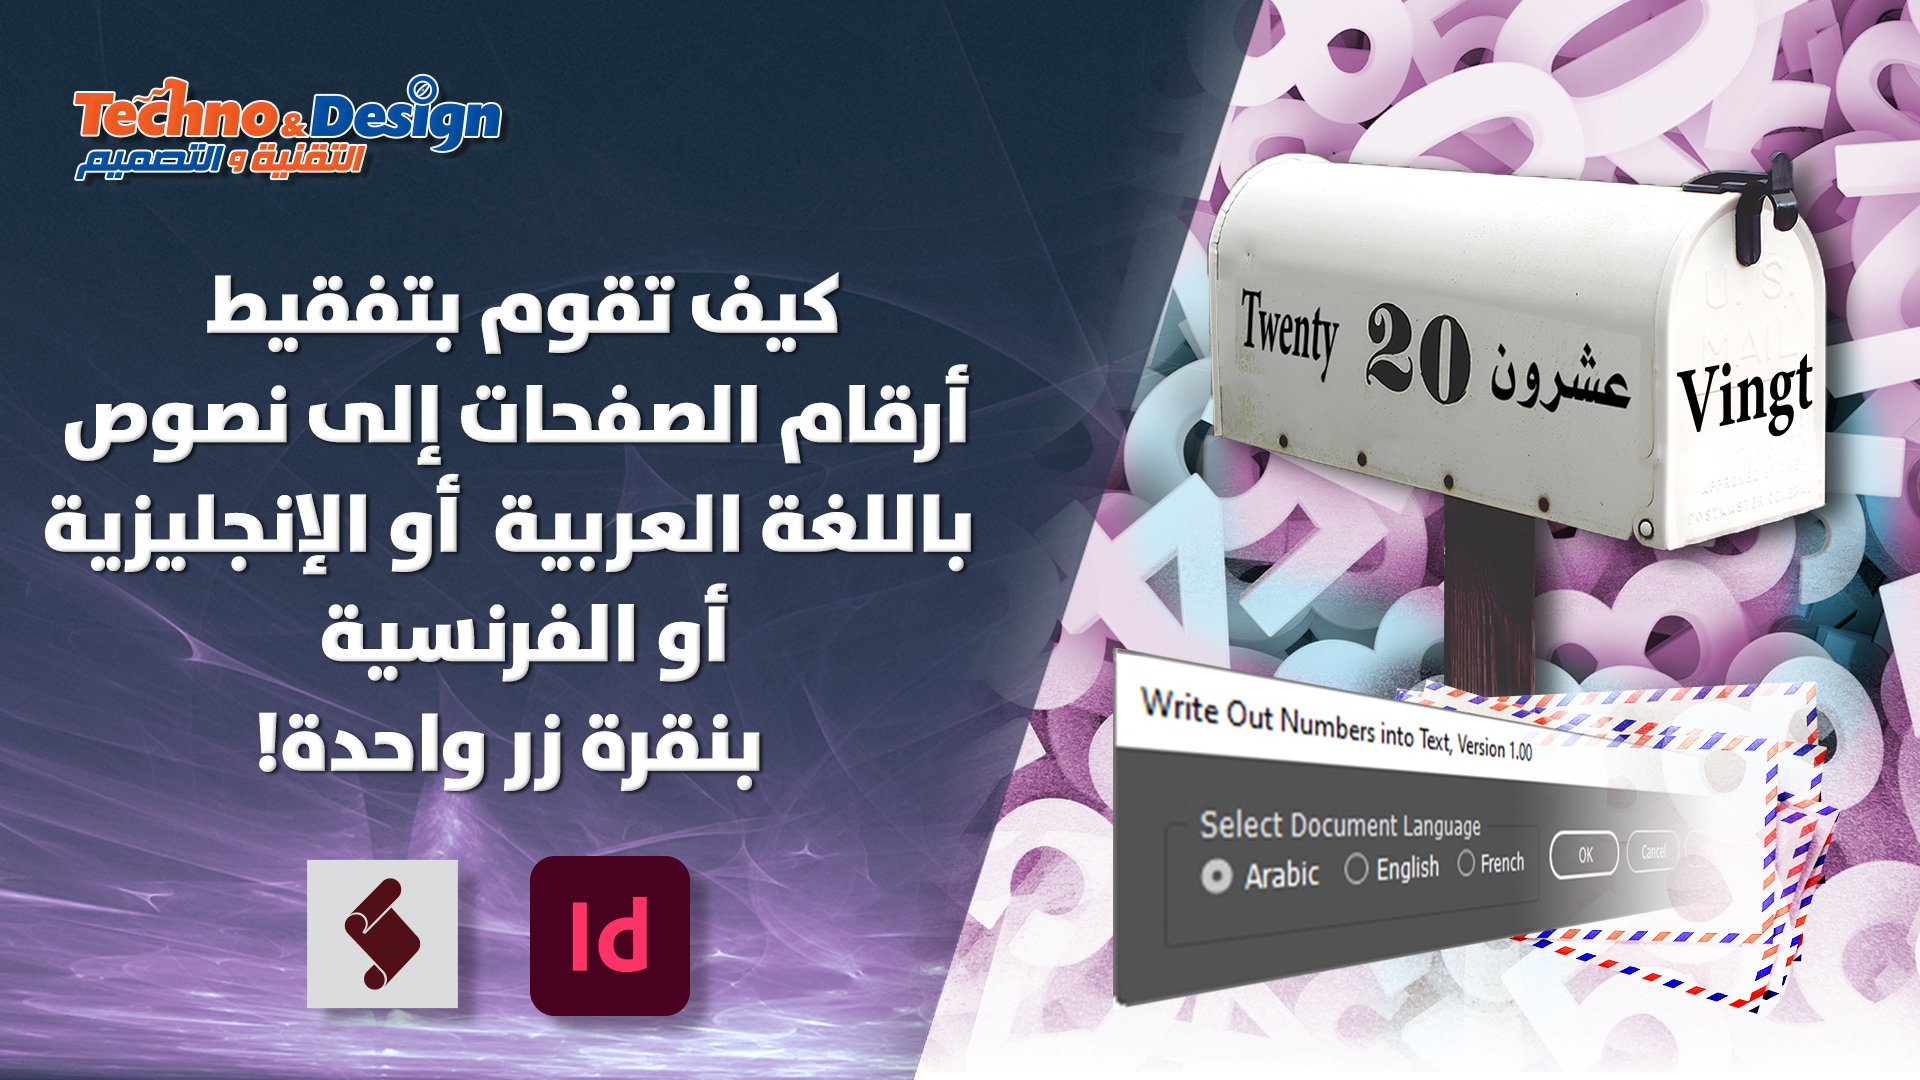 Techno & Design
التقنية و التصميم
كيف تقوم بتفقيط
أرقام الصفحات إلى نصوص
باللغة العربية أو الإنجليزية
أو الفرنسية
بنقرة زر واحدة!
Id
Twenty 20 عشرون
Vingt
U. S.
MAIL
Write Out Numbers into Text, Version 1.00
Select Document Language
Arabic English French
OK Cancel